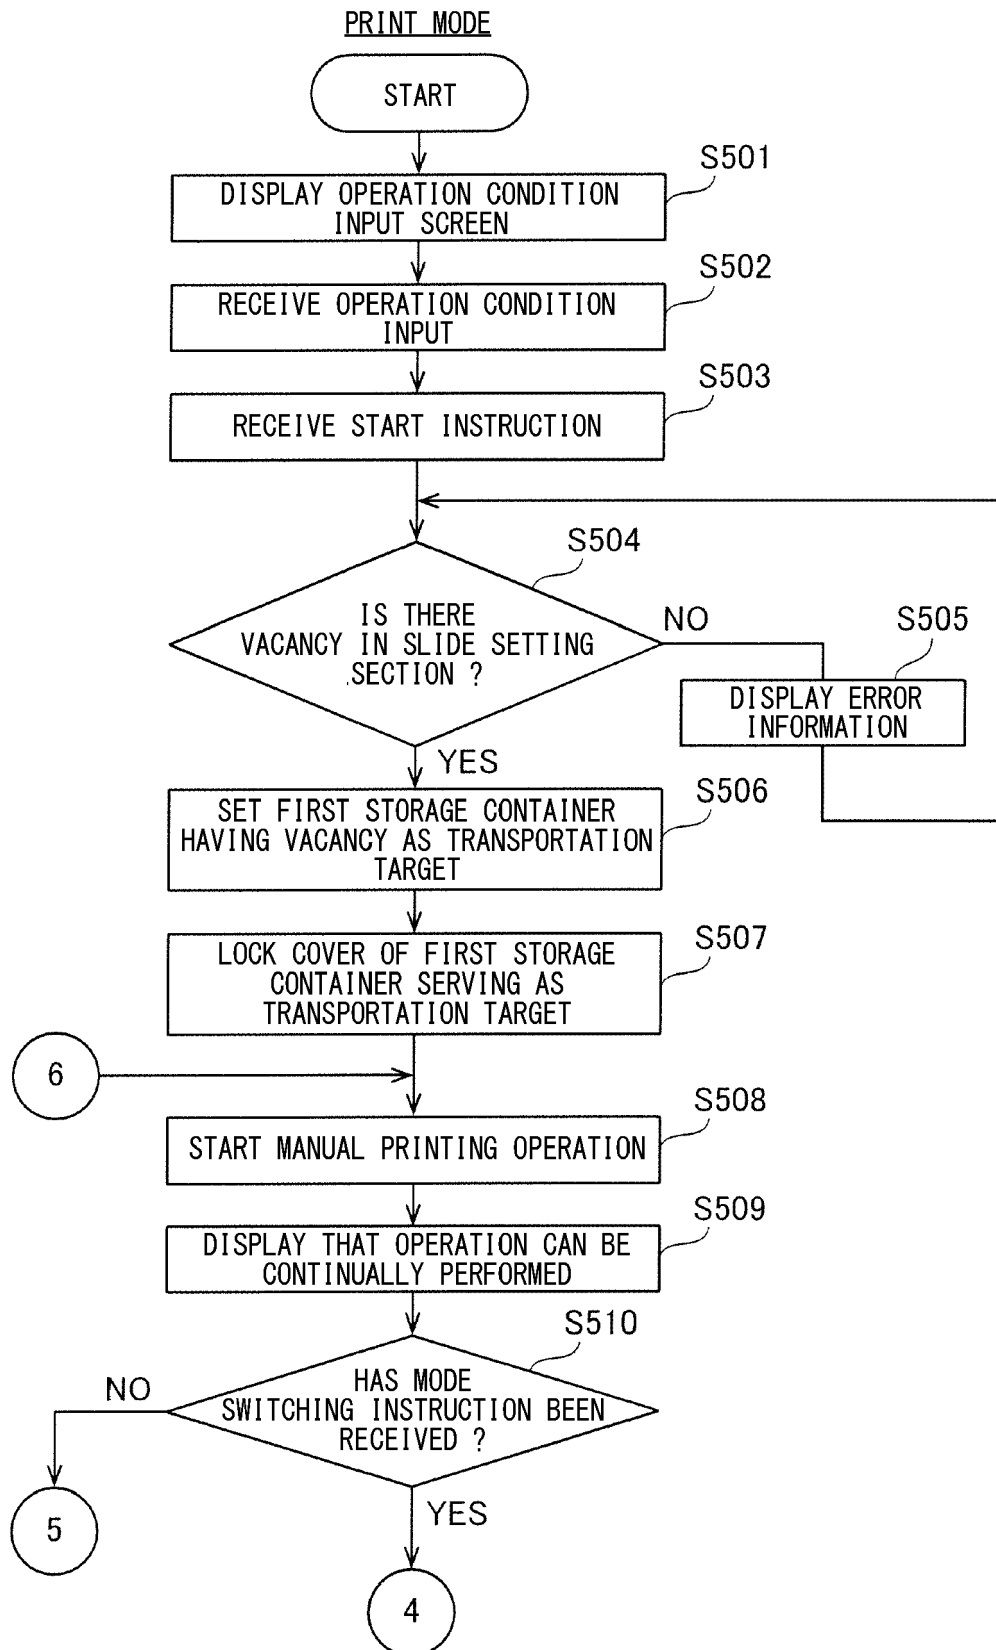 PRINT MODE
START
S501
DISPLAY OPERATION CONDITION
INPUT SCREEN
S502
RECEIVE OPERATION CONDITION
INPUT
S503
RECEIVE START INSTRUCTION
S504
IS THERE
VACANCY IN SLIDE SETTING
SECTION ?
NO
S505
DISPLAY ERROR
INFORMATION
YES
S506
SET FIRST STORAGE CONTAINER
HAVING VACANCY AS TRANSPORTATION
TARGET
S507
LOCK COVER OF FIRST STORAGE
CONTAINER SERVING AS
TRANSPORTATION TARGET
6
S508
START MANUAL PRINTING OPERATION
S509
DISPLAY THAT OPERATION CAN BE
CONTINUALLY PERFORMED
S510
HAS MODE
SWITCHING INSTRUCTION BEEN
RECEIVED ?
NO
5
YES
4